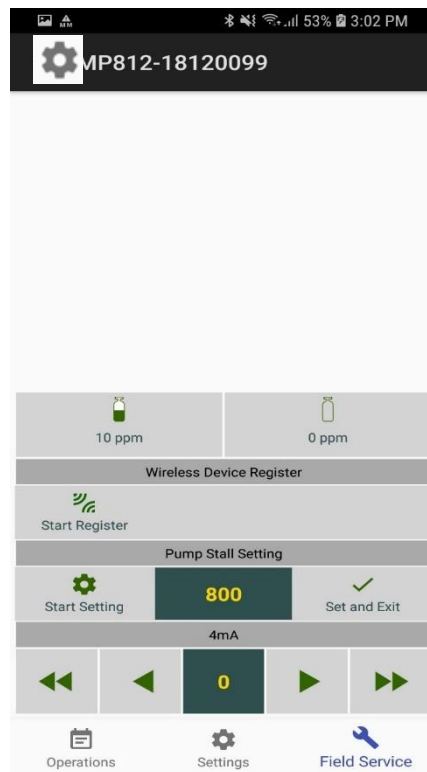 53% 3:02 PM
MP812-18120099
10 ppm 0 ppm
Wireless Device Register
Start Register
Pump Stall Setting
Start Setting 800 Set and Exit
4mA
0
Operations Settings Field Service